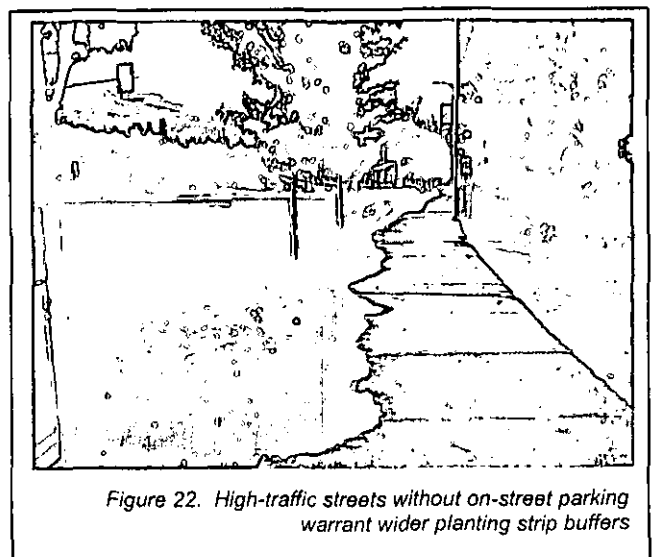 Figure 22. High-traffic streets without on-street parking
warrant wider planting strip buffers